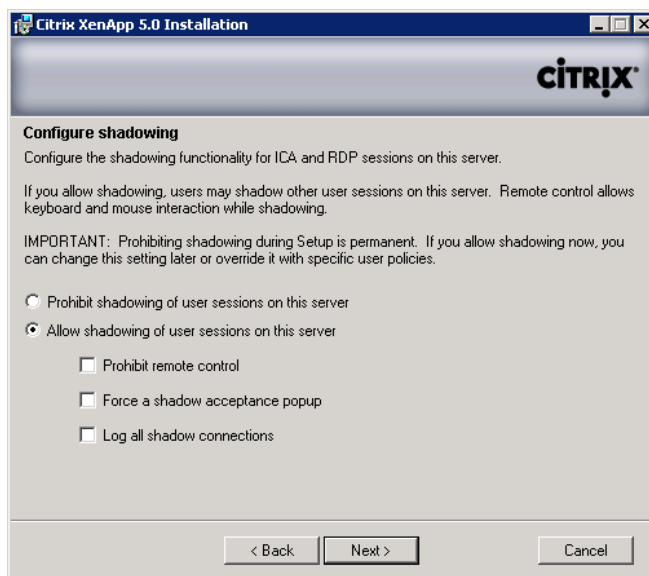 Citrix XenApp 5.0 Installation
CITRIX
Configure shadowing
Configure the shadowing functionality for ICA and RDP sessions on this server.
If you allow shadowing, users may shadow other user sessions on this server. Remote control allows
keyboard and mouse interaction while shadowing.
IMPORTANT: Prohibiting shadowing during Setup is permanent. If you allow shadowing now, you
can change this setting later or override it with specific user policies.
Prohibit shadowing of user sessions on this server
Allow shadowing of user sessions on this server
Prohibit remote control
Force a shadow acceptance popup
Log all shadow connections
< Back Next > Cancel